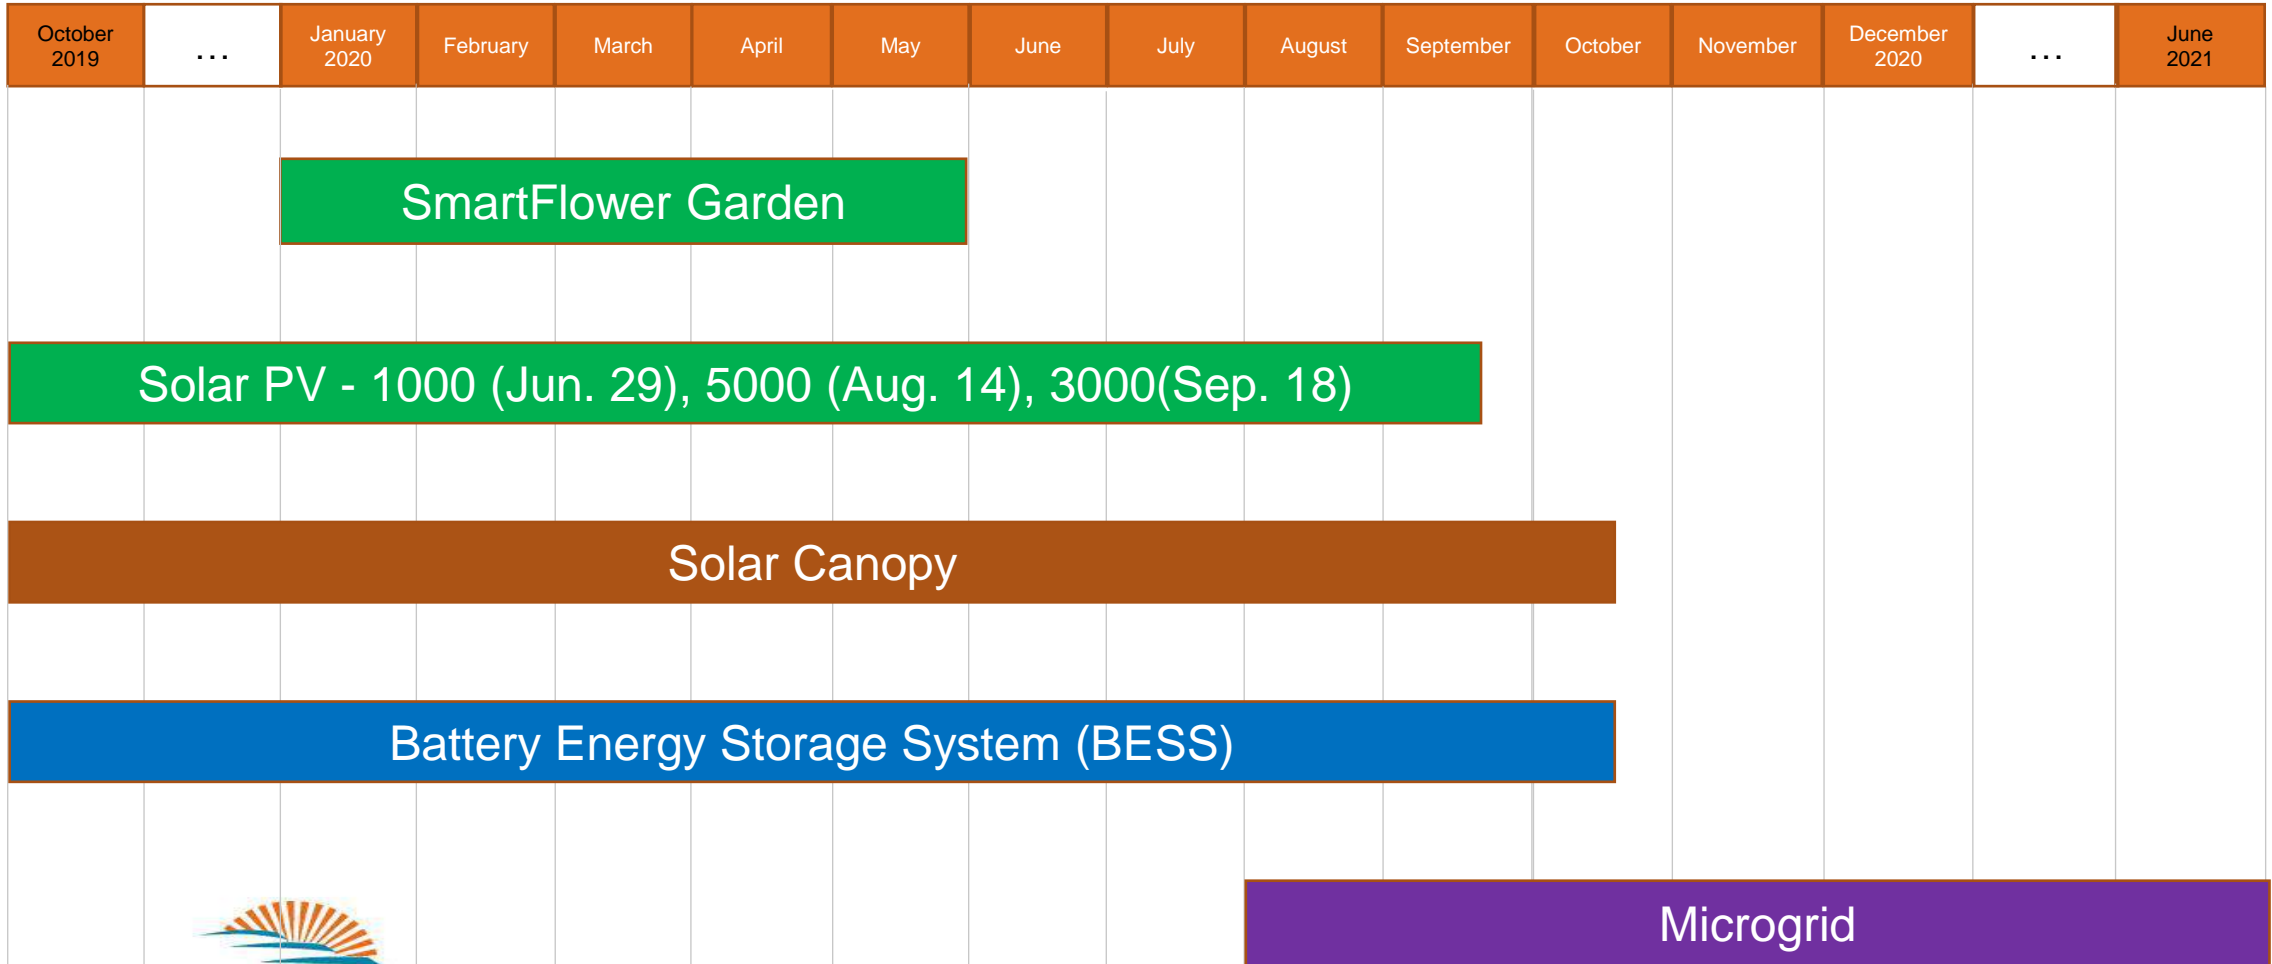 October 2019
...
January 2020
February
March
April
May
June
July
August
September
October
November
December 2020
...
June 2021
SmartFlower Garden
Solar PV - 1000 (Jun. 29), 5000 (Aug. 14), 3000(Sep. 18)
Solar Canopy
Battery Energy Storage System (BESS)
Microgrid